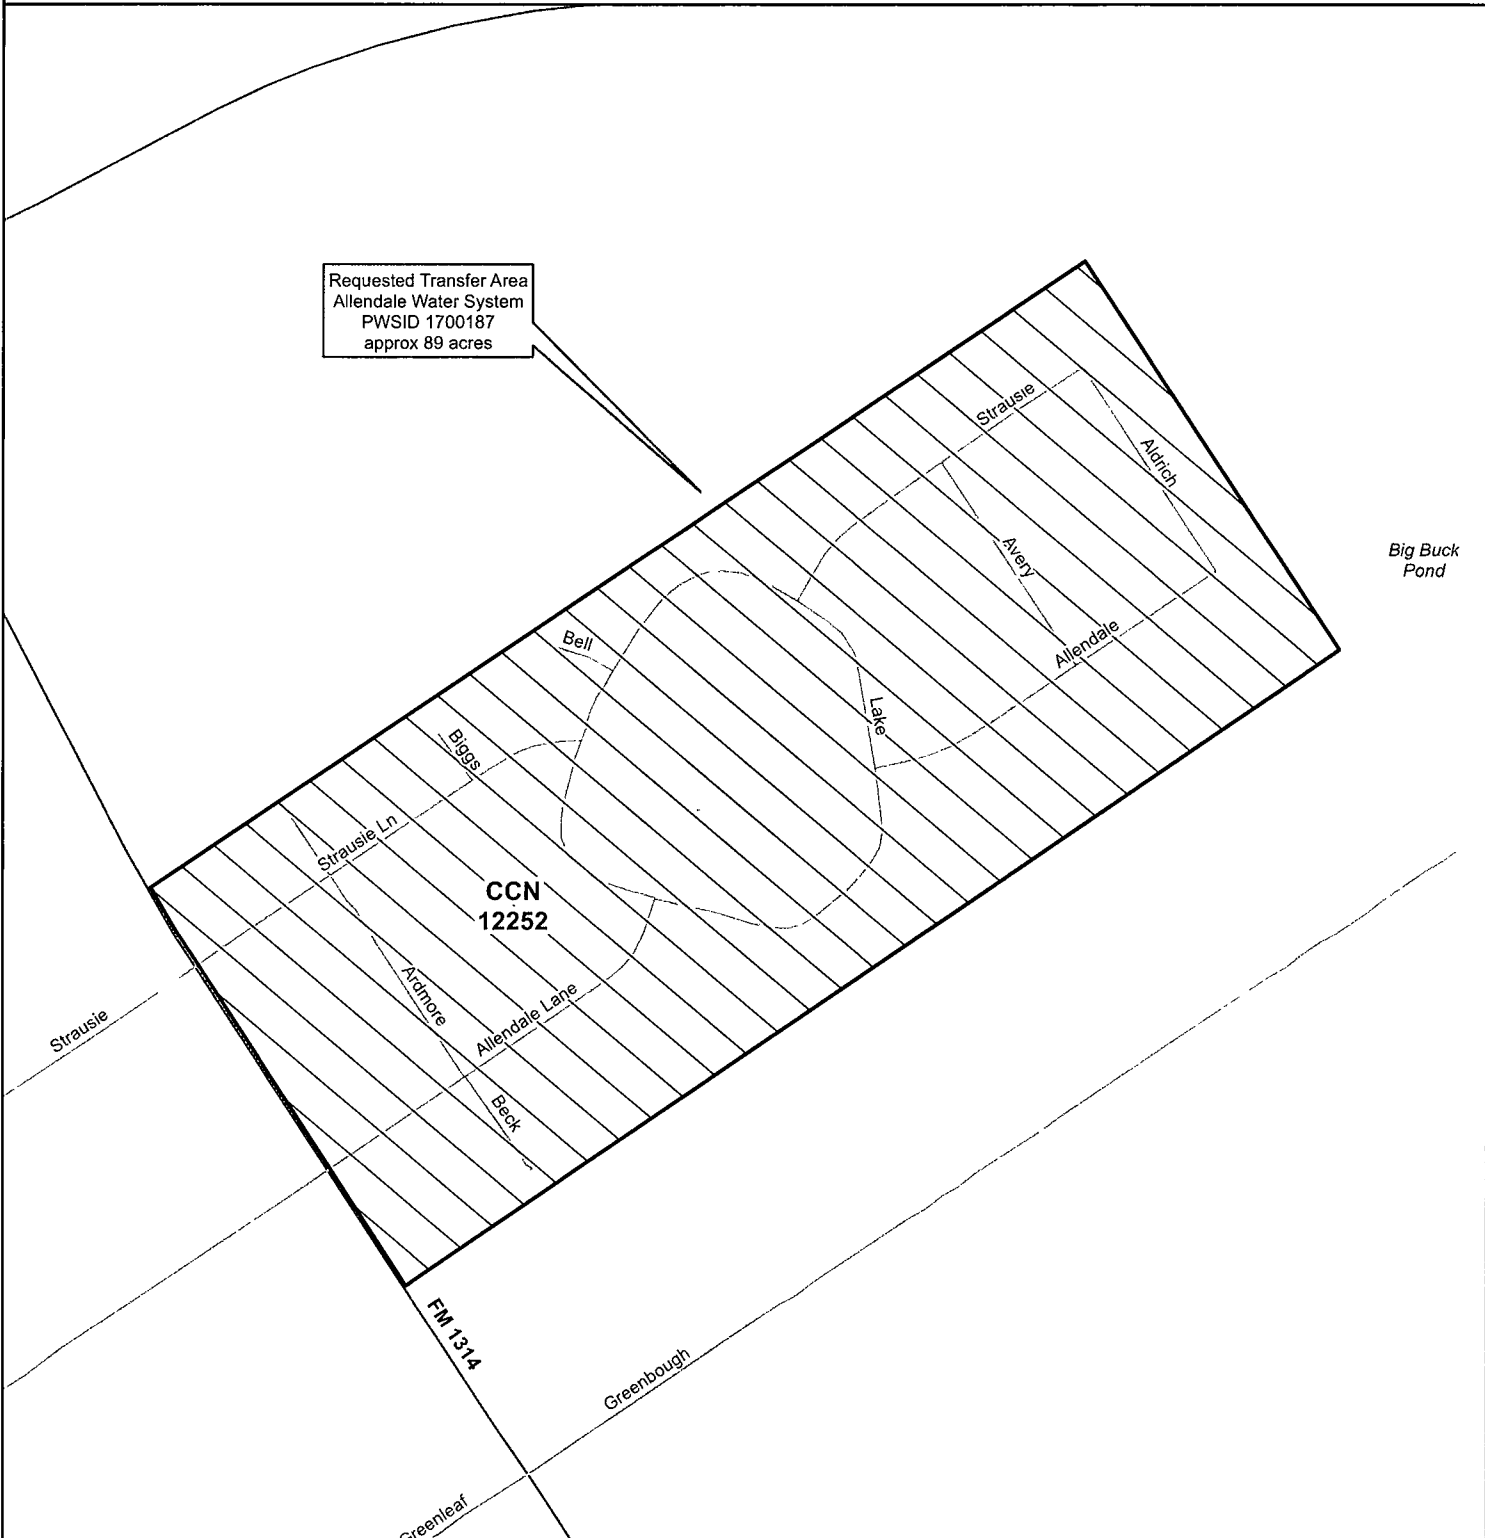 Requested Transfer Area
Allendale Water System
PWSID 1700187
approx 89 acres
Strausie
Aldrich
Avery
Big Buck
Pond
Allendale
Bell
Lake
Biggs
Strausie Ln
CCN
12252
Ardmore
Allendale Lane
Strausie
Beck
FM 1314
Greenbough
Greenleaf